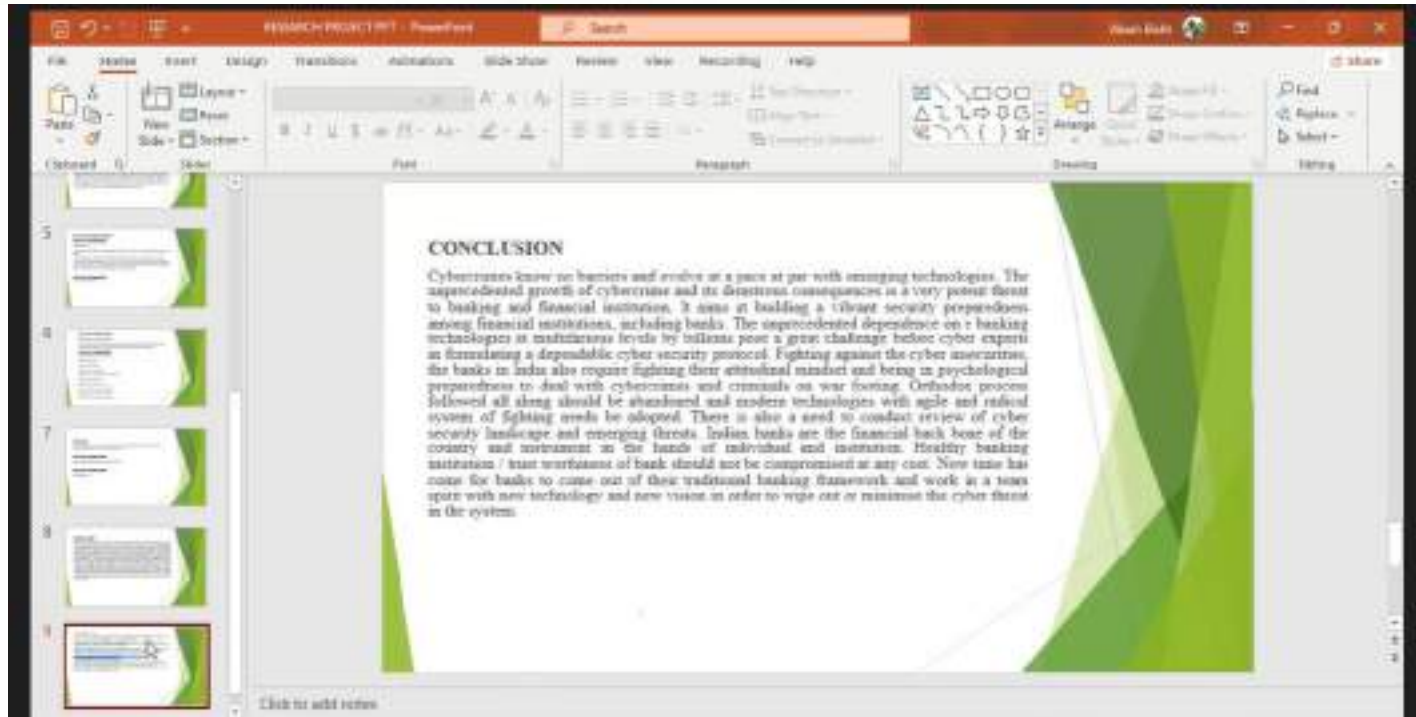 RESEARCH PROJECT PPT - PowerPoint
Search
File Home Insert Design Transitions Animations Slide Show Review View Recording Help
Share
Paste
New
Slide
Layout
Reset
Section
Arrange
Find
Replace
Select
Clipboard
Slides
Font
Paragraph
Drawing
Editing
5
6
7
8
9
CONCLUSION
Cybercrimes know no barriers and evolve at a pace at par with emerging technologies. The
unprecedented growth of cybercrime and its disastrous consequences is a very potent threat
to banking and financial institution. It aims at building a vibrant security preparedness
among financial institutions, including banks. The unprecedented dependence on e banking
technologies at multifarious levels by billions pose a great challenge before cyber experts
in formulating a dependable cyber security protocol. Fighting against the cyber insecurities,
the banks in India also require fighting their attitudinal mindset and being in psychological
preparedness to deal with cybercrimes and criminals on war footing. Orthodox process
followed all along should be abandoned and modern technologies with agile and radical
system of fighting needs be adopted. There is also a need to conduct review of cyber
security landscape and emerging threats. Indian banks are the financial back bone of the
country and instrument in the hands of individual and institution. Healthy banking
institution / trust worthiness of bank should not be compromised at any cost. Now time has
come for banks to come out of their traditional banking framework and work in a team
spirit with new technology and new vision in order to wipe out or minimise the cyber threat
in the system.
Click to add notes